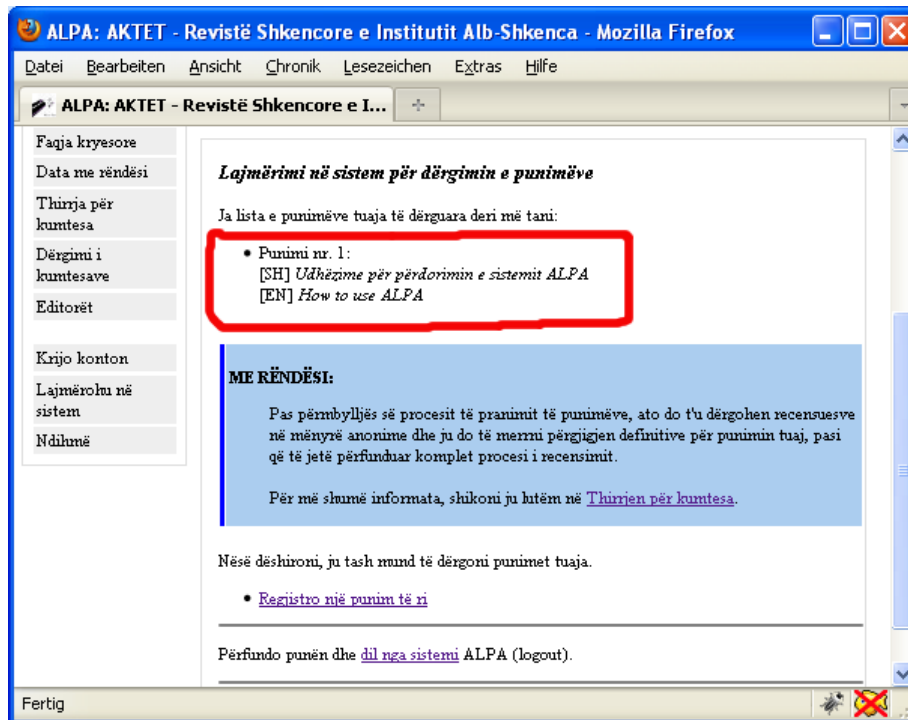 ALPA: AKTET - Revistë Shkencore e Institutit Alb-Shkenca - Mozilla Firefox
Datei Bearbeiten Ansicht Chronik Lesezeichen Extras Hilfe
ALPA: AKTET - Revistë Shkencore e I...
Faqja kryesore
Data me rëndësi
Thirrja për
kumtesa
Dërgimi i
kumtesave
Editorët
Krijo konton
Lajmërohu në
sistem
Ndihmë
Lajmërimi në sistem për dërgimin e punimëve
Ja lista e punimëve tuaja të dërguara deri më tani:
• Punimi nr. 1:
[SH] Udhëzime për përdorimin e sistemit ALPA
[EN] How to use ALPA
ME RËNDËSI:
Pas përmbylljës së procesit të pranimit të punimëve, ato do t'u dërgohen recensuesve
në mënyrë anonime dhe ju do të merrni përgjigjen definitive për punimin tuaj, pasi
që të jetë përfunduar komplet procesi i recensimit.
Për më shumë informata, shikoni ju lutëm në Thirrjen për kumtesa.
Nësë dëshironi, ju tash mund të dërgoni punimet tuaja.
• Regjistro një punim të ri
Përfundo punën dhe dil nga sistemi ALPA (logout).
Fertig